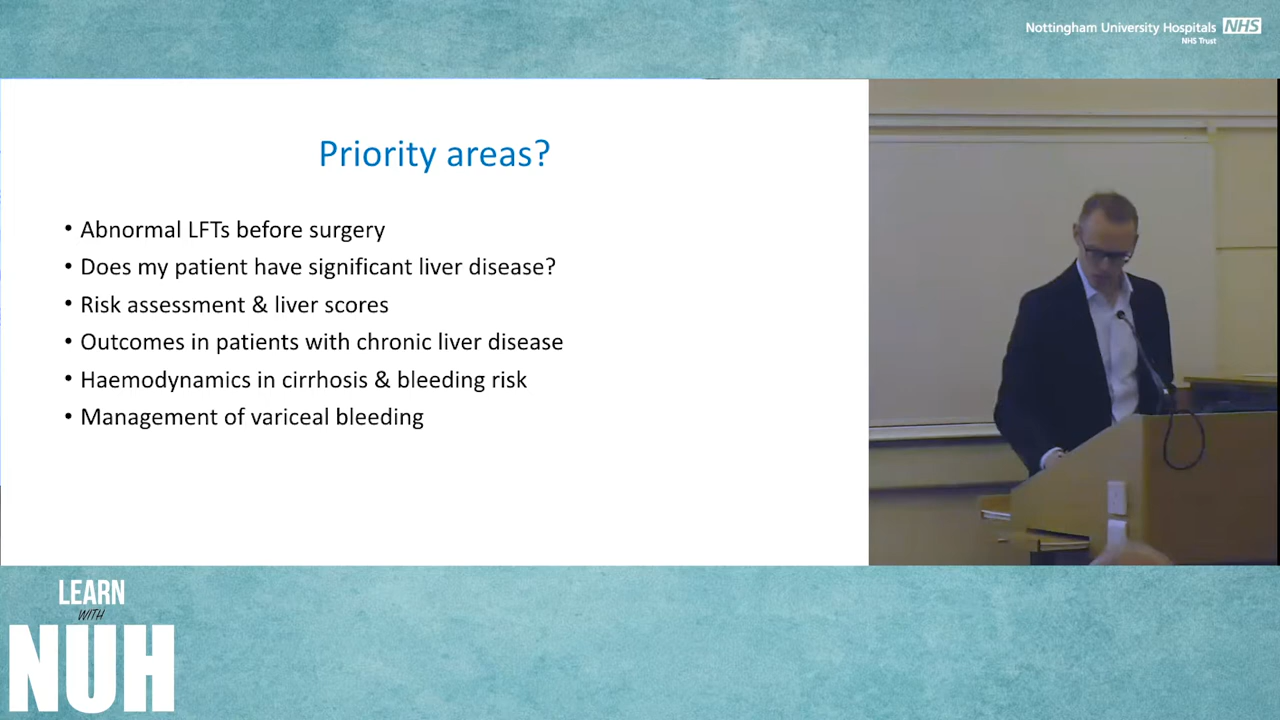 Nottingham University Hospitals NHS
NHS Trust
Priority areas?
• Abnormal LFTs before surgery
• Does my patient have significant liver disease?
• Risk assessment & liver scores
• Outcomes in patients with chronic liver disease
• Haemodynamics in cirrhosis & bleeding risk
• Management of variceal bleeding
LEARN
WITH
NUH